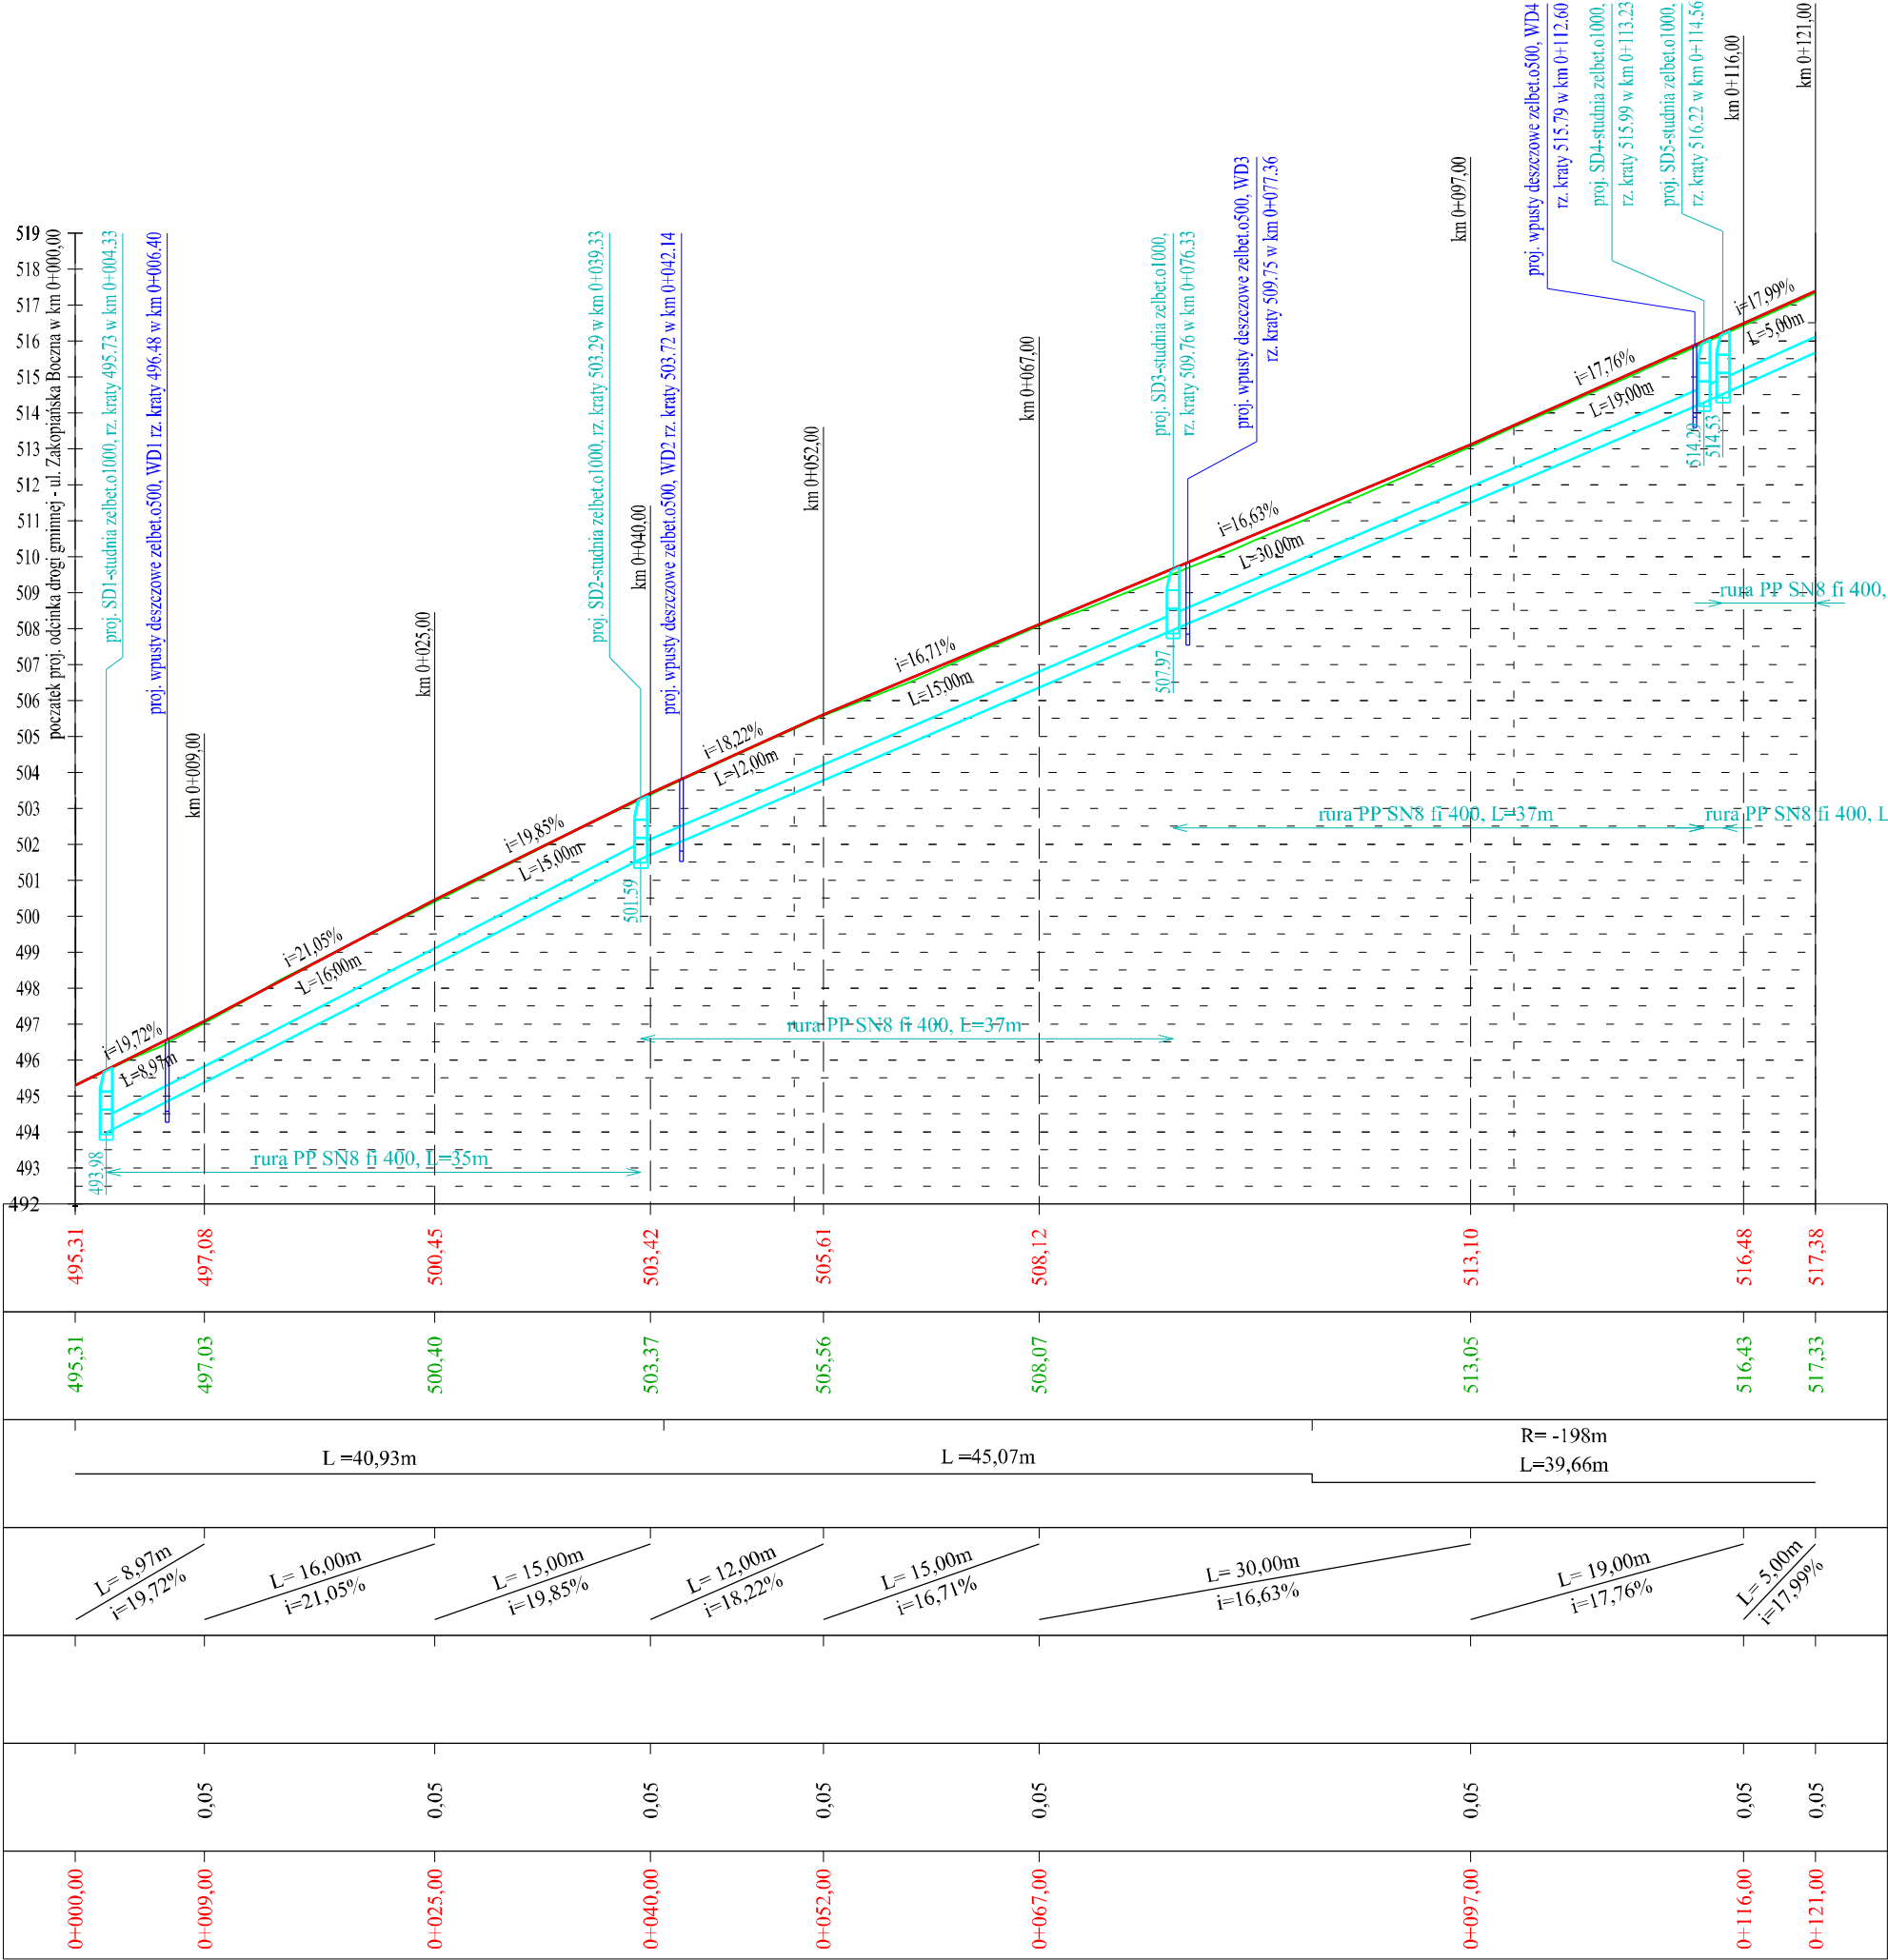 proj. wpusty deszczowe zelbet.o500, WD4
rz. kraty 515.79 w km 0+112.60
proj. SD4-studnia zelbet.o1000,
rz. kraty 515.99 w km 0+113.23
proj. SD5-studnia zelbet.o1000,
rz. kraty 516.22 w km 0+114.56
km 0+116,00
km 0+121,00
km 0+097,00
proj. wpusty deszczowe zelbet.o500, WD3
rz. kraty 509.75 w km 0+077.36
proj. SD3-studnia zelbet.o1000,
rz. kraty 509.76 w km 0+076.33
km 0+067,00
km 0+052,00
proj. wpusty deszczowe zelbet.o500, WD2 rz. kraty 503.72 w km 0+042.14
km 0+040,00
proj. SD2-studnia zelbet.o1000, rz. kraty 503.29 w km 0+039.33
km 0+025,00
km 0+009,00
proj. wpusty deszczowe zelbet.o500, WD1 rz. kraty 496.48 w km 0+006.40
proj. SD1-studnia zelbet.o1000, rz. kraty 495.73 w km 0+004.33
poczatek proj. odcinka drogi gminnej - ul. Zakopiańska Boczna w km 0+000,00
519
518
517
516
515
514
513
512
511
510
509
508
507
506
505
504
503
502
501
500
499
498
497
496
495
494
493
492
i=19,72%
L=8,97m
i=21,05%
L=16,00m
i=19,85%
L=15,00m
i=18,22%
L=12,00m
i=16,71%
L=15,00m
i=16,63%
L=30,00m
i=17,76%
L=19,00m
i=17,99%
L=5,00m
493.98
501.59
507.97
514.29
514,53
rura PP SN8 fi 400,
rura PP SN8 fi 400, L=37m
rura PP SN8 fi 400, L
rura PP SN8 fi 400, L=37m
rura PP SN8 fi 400, L=35m
495,31 497,08 500,45 503,42 505,61 508,12 513,10 516,48 517,38
495,31 497,03 500,40 503,37 505,56 508,07 513,05 516,43 517,33
L =40,93m
L =45,07m
R= -198m
L=39,66m
L= 8,97m
i=19,72%
L= 16,00m
i=21,05%
L= 15,00m
i=19,85%
L= 12,00m
i=18,22%
L= 15,00m
i=16,71%
L= 30,00m
i=16,63%
L= 19,00m
i=17,76%
L= 5,00m
i=17,99%
0,05 0,05 0,05 0,05 0,05 0,05 0,05 0,05
0+000,00 0+009,00 0+025,00 0+040,00 0+052,00 0+067,00 0+097,00 0+116,00 0+121,00